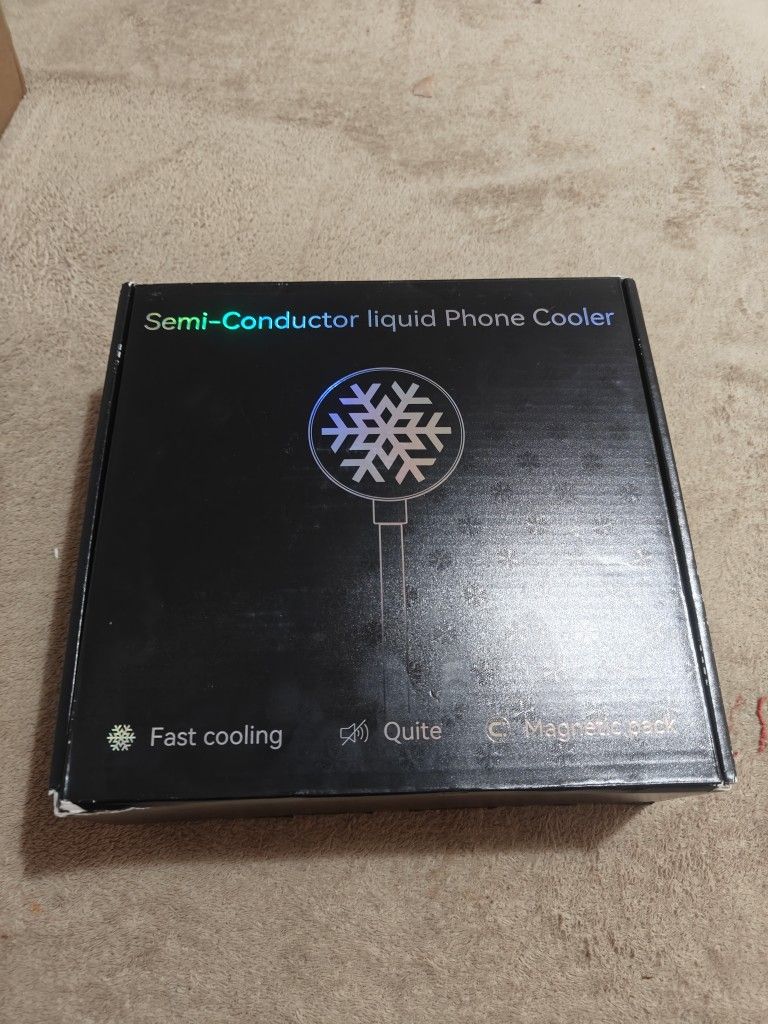 Semi-Conductor liquid Phone Cooler
Fast cooling
Quite
Magnetic pack